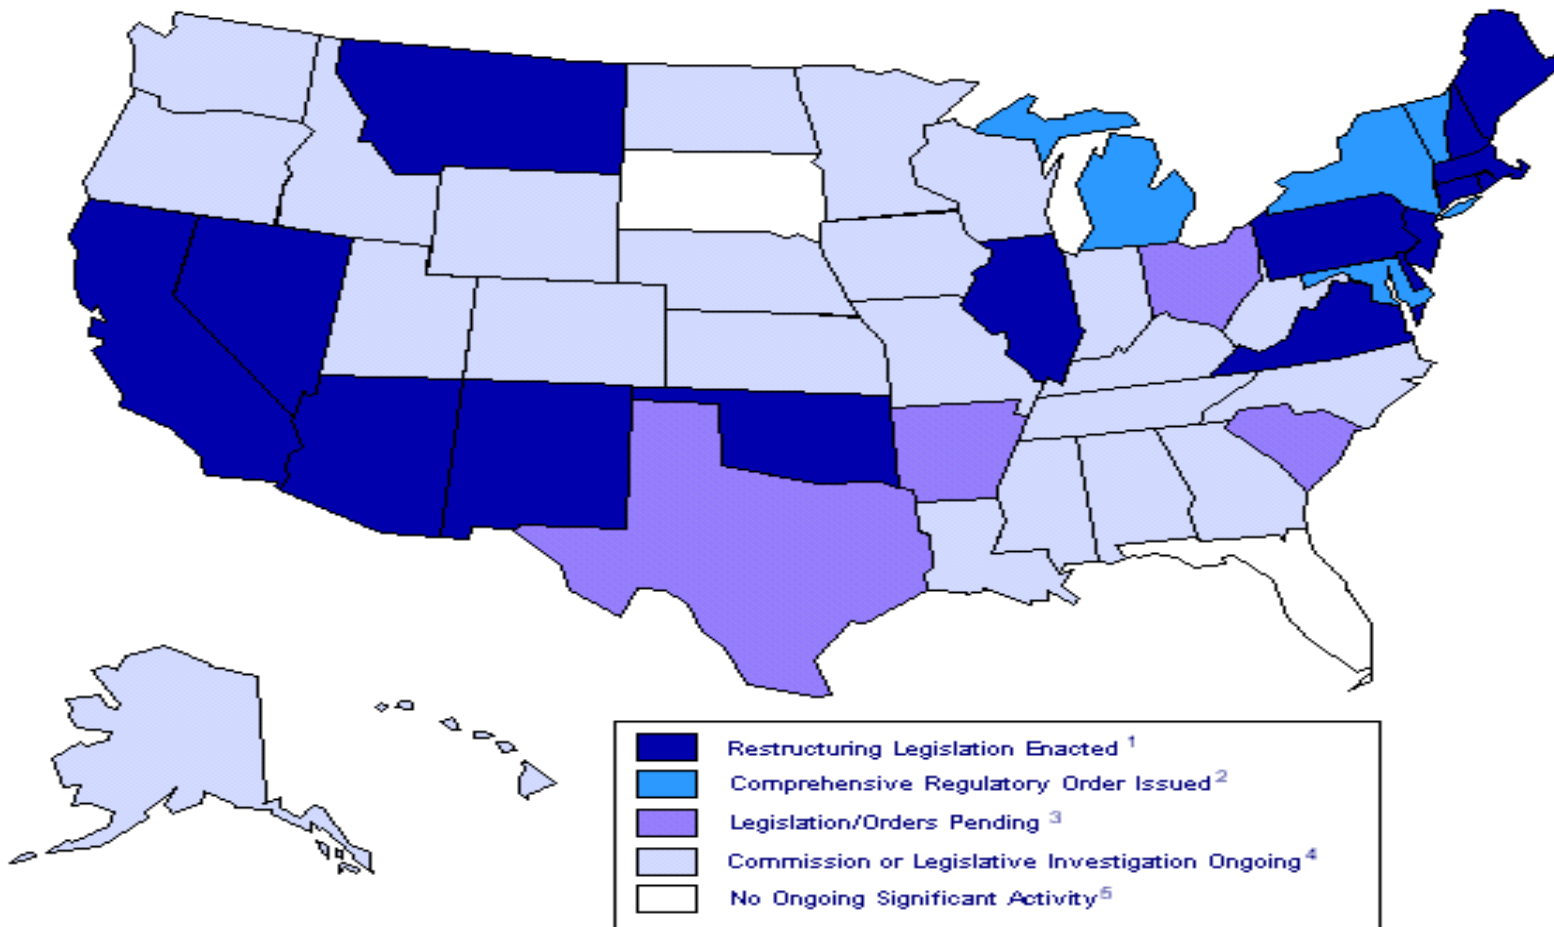 Restructuring Legislation Enacted 1
Comprehensive Regulatory Order Issued 2
Legislation/Orders Pending 3
Commission or Legislative Investigation Ongoing 4
No Ongoing Significant Activity 5